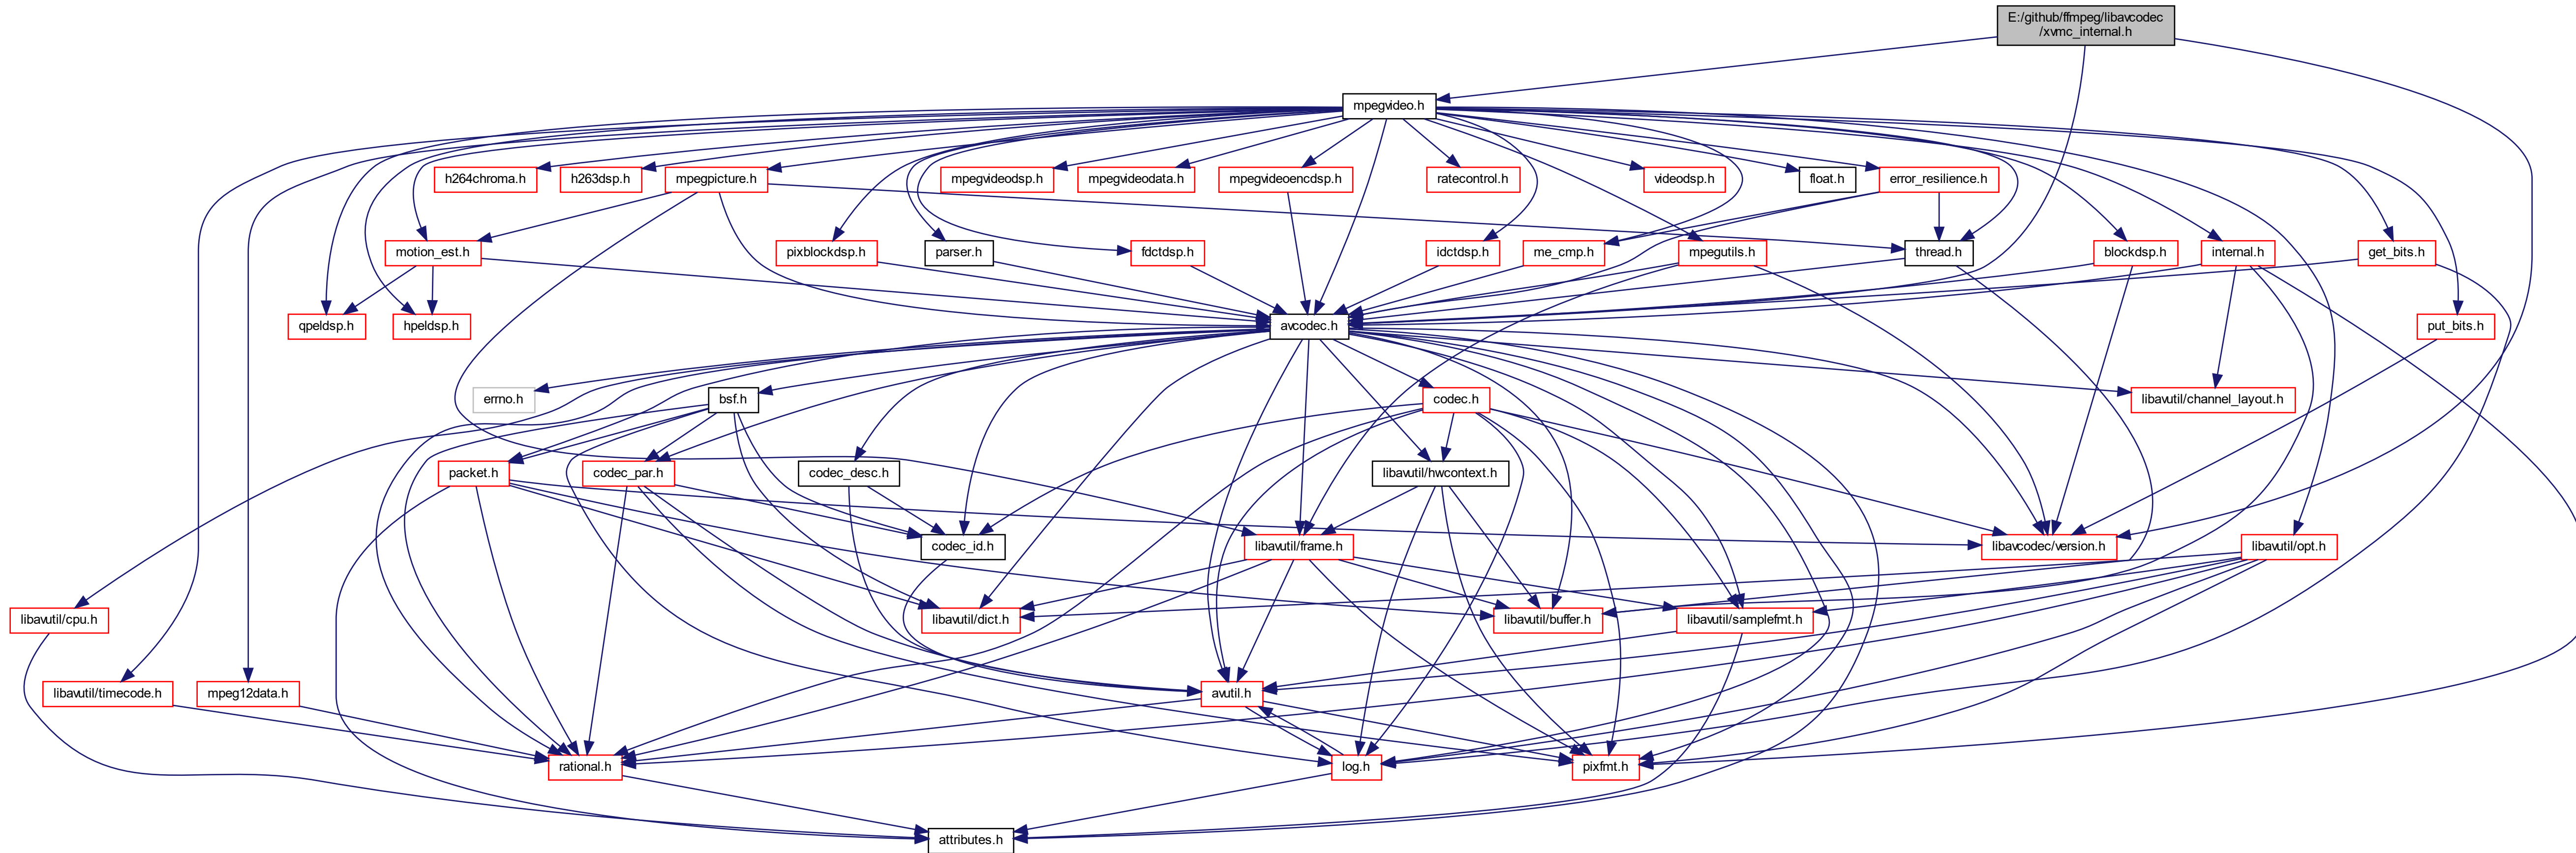 E:/github/ffmpeg/libavcodec
/xvmc_internal.h
mpegvideo.h
h264chroma.h
h263dsp.h
mpegpicture.h
mpegvideodsp.h
mpegvideodata.h
mpegvideoencdsp.h
ratecontrol.h
videodsp.h
float.h
error_resilience.h
motion_est.h
pixblockdsp.h
parser.h
fdctdsp.h
idctdsp.h
me_cmp.h
mpegutils.h
thread.h
blockdsp.h
internal.h
get_bits.h
qpeldsp.h
hpeldsp.h
avcodec.h
put_bits.h
errno.h
bsf.h
codec.h
libavutil/channel_layout.h
packet.h
codec_par.h
codec_desc.h
libavutil/hwcontext.h
codec_id.h
libavutil/frame.h
libavcodec/version.h
libavutil/opt.h
libavutil/cpu.h
libavutil/dict.h
libavutil/buffer.h
libavutil/samplefmt.h
libavutil/timecode.h
mpeg12data.h
avutil.h
rational.h
log.h
pixfmt.h
attributes.h